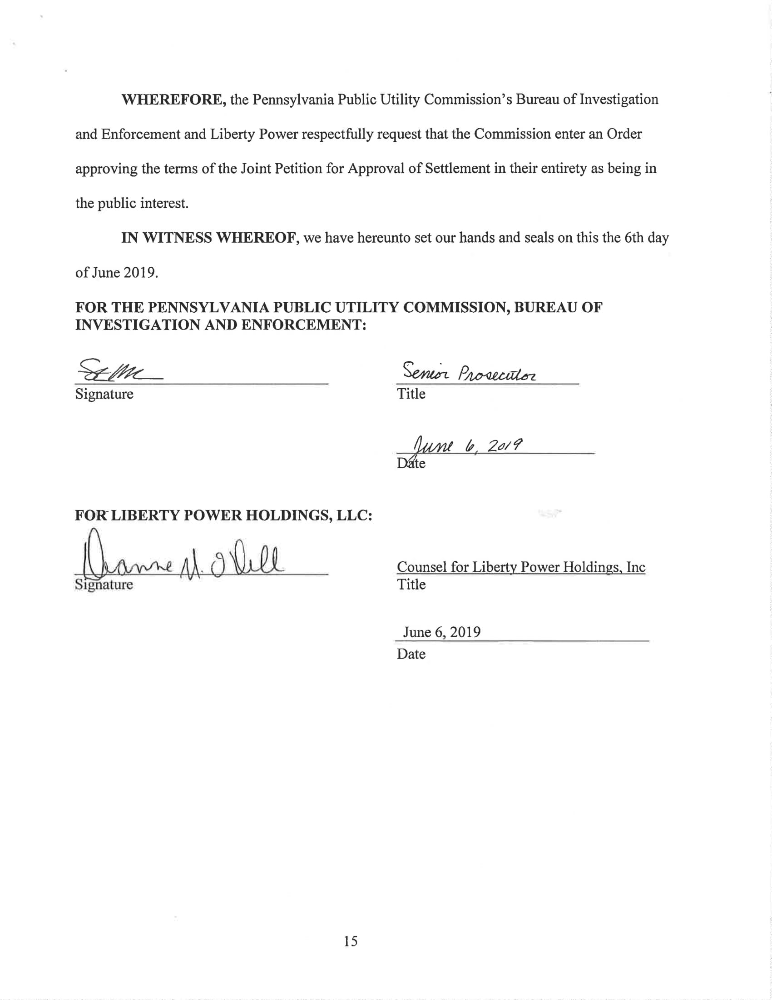 WHEREFORE, the Pennsylvania Public Utility Commission's Bureau of Investigation
and Enforcement and Liberty Power respectfully request that the Commission enter an Order
approving the terms of the Joint Petition for Approval of Settlement in their entirety as being in
the public interest.
IN WITNESS WHEREOF, we have hereunto set our hands and seals on this the 6th day
of June 2019.
FOR THE PENNSYLVANIA PUBLIC UTILITY COMMISSION, BUREAU OF
INVESTIGATION AND ENFORCEMENT:
Senior Prosecutor
Signature Title
June 6, 2019
Date
FOR LIBERTY POWER HOLDINGS, LLC:
Deanne M. O'Dell Counsel for Liberty Power Holdings, Inc
Signature Title
June 6, 2019
Date
15